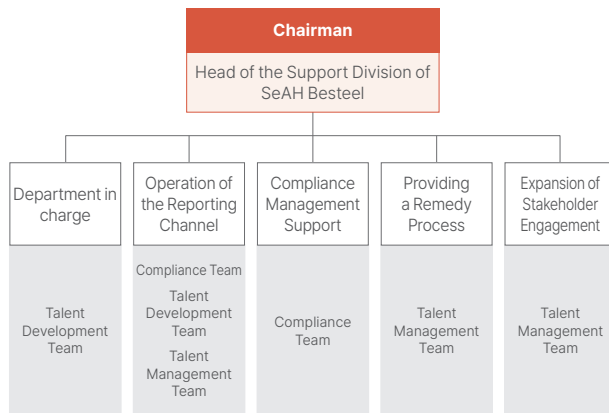 Chairman
Head of the Support Division of
SeAH Besteel
Department in
charge
Operation of
the Reporting
Channel
Compliance
Management
Support
Providing
a Remedy
Process
Expansion of
Stakeholder
Engagement
Talent
Development
Team
Compliance Team
Talent
Development
Team
Talent
Management
Team
Compliance
Team
Talent
Management
Team
Talent
Management
Team